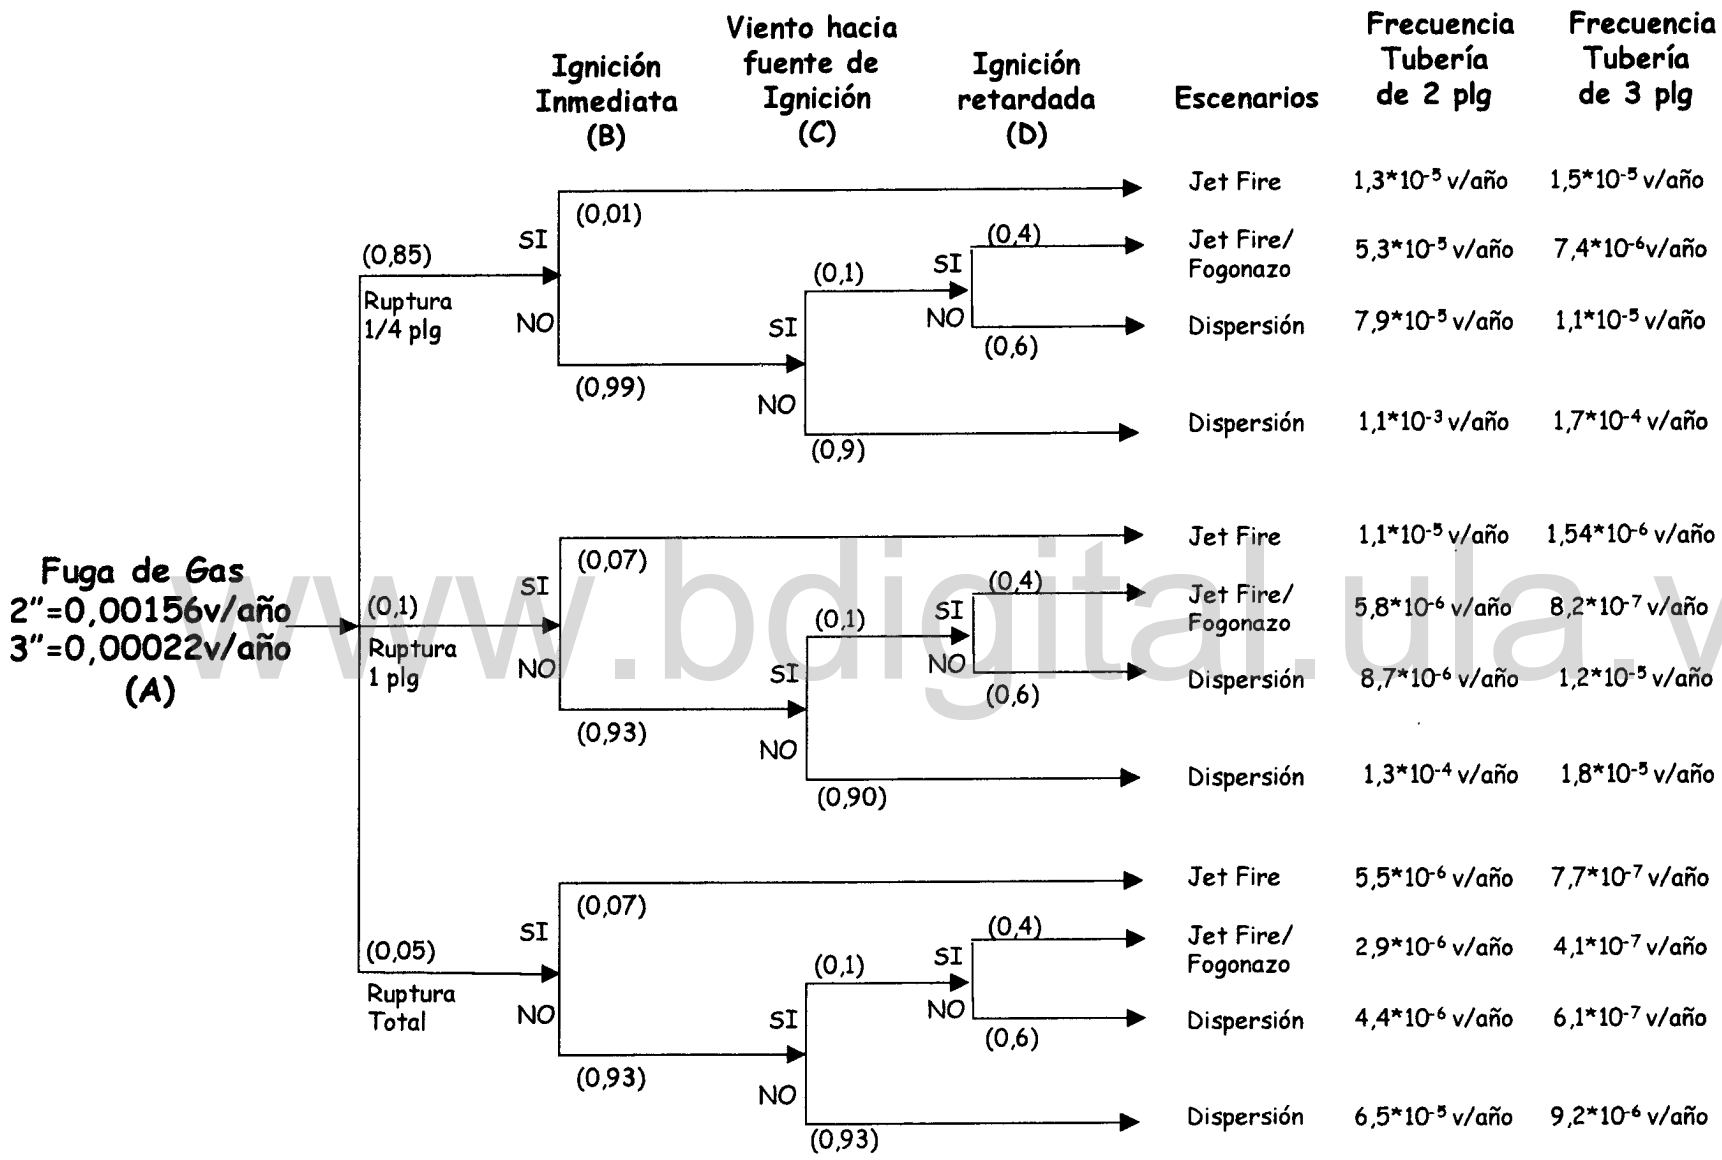 Viento hacia
fuente de
Ignición
(C)
Ignición
Inmediata
(B)
Ignición
retardada
(D)
Escenarios
Frecuencia
Tubería
de 2 plg
Frecuencia
Tubería
de 3 plg
Fuga de Gas
2"=0,00156v/año
3"=0,00022v/año
(A)
(0,85)
Ruptura
1/4 plg
SI
NO
(0,01)
(0,99)
SI
NO
(0,1)
(0,9)
SI
NO
(0,4)
(0,6)
Jet Fire 1,3*10-5 v/año 1,5*10-5 v/año
Jet Fire/
Fogonazo 5,3*10-5 v/año 7,4*10-6v/año
Dispersión 7,9*10-5 v/año 1,1*10-5 v/año
Dispersión 1,1*10-3 v/año 1,7*10-4 v/año
(0,1)
Ruptura
1 plg
SI
NO
(0,07)
(0,93)
SI
NO
(0,1)
(0,90)
SI
NO
(0,4)
(0,6)
Jet Fire 1,1*10-5 v/año 1,54*10-6 v/año
Jet Fire/
Fogonazo 5,8*10-6 v/año 8,2*10-7 v/año
Dispersión 8,7*10-6 v/año 1,2*10-5 v/año
Dispersión 1,3*10-4 v/año 1,8*10-5 v/año
(0,05)
Ruptura
Total
SI
NO
(0,07)
(0,93)
SI
NO
(0,1)
(0,93)
SI
NO
(0,4)
(0,6)
Jet Fire 5,5*10-6 v/año 7,7*10-7 v/año
Jet Fire/
Fogonazo 2,9*10-6 v/año 4,1*10-7 v/año
Dispersión 4,4*10-6 v/año 6,1*10-7 v/año
Dispersión 6,5*10-5 v/año 9,2*10-6 v/año
www.bdigital.ula.v